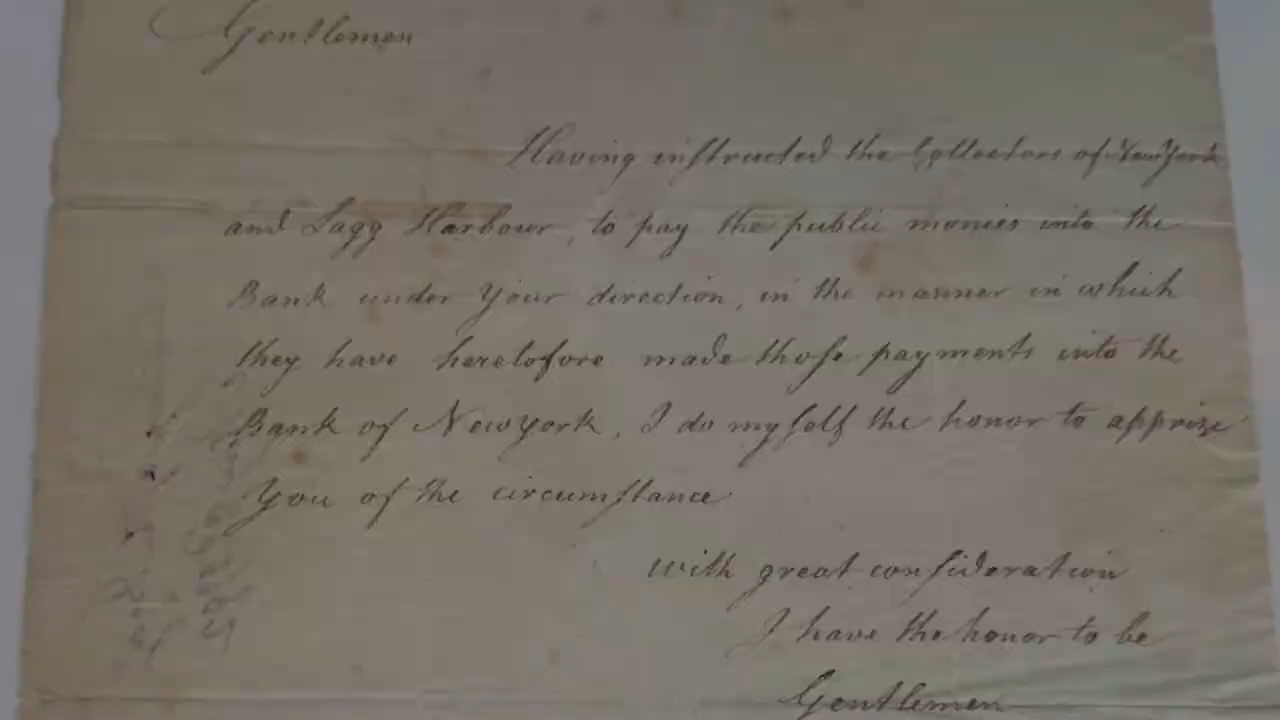 Gentlemen
Having instructed the Collectors of New York
and Sagg Harbour, to pay the public monies into the
Bank under Your direction, in the manner in which
they have heretofore made those payments into the
Bank of New York, I do myself the honor to apprize
You of the circumstance
with great consideration
I have the honor to be
Gentlemen